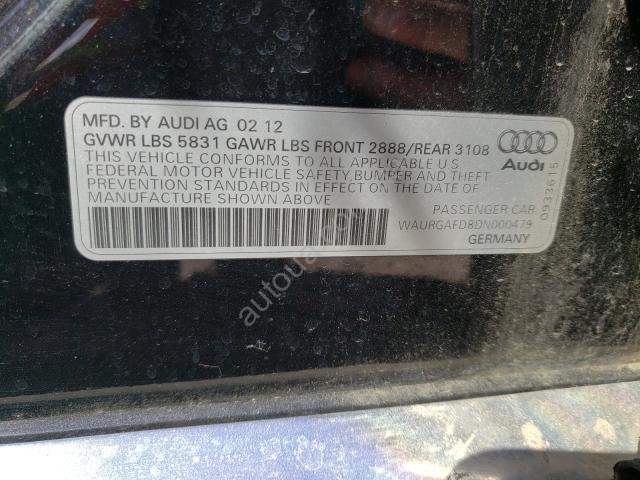 MFD. BY AUDI AG 02 12
GVWR LBS 5831 GAWR LBS FRONT 2888/REAR 3108
THIS VEHICLE CONFORMS TO ALL APPLICABLE U.S.
FEDERAL MOTOR VEHICLE SAFETY,BUMPER AND THEFT
PREVENTION STANDARDS IN EFFECT ON THE DATE OF
MANUFACTURE SHOWN ABOVE
Audi
0933615
PASSENGER CAR
WAURGAFD8DN000479
GERMANY